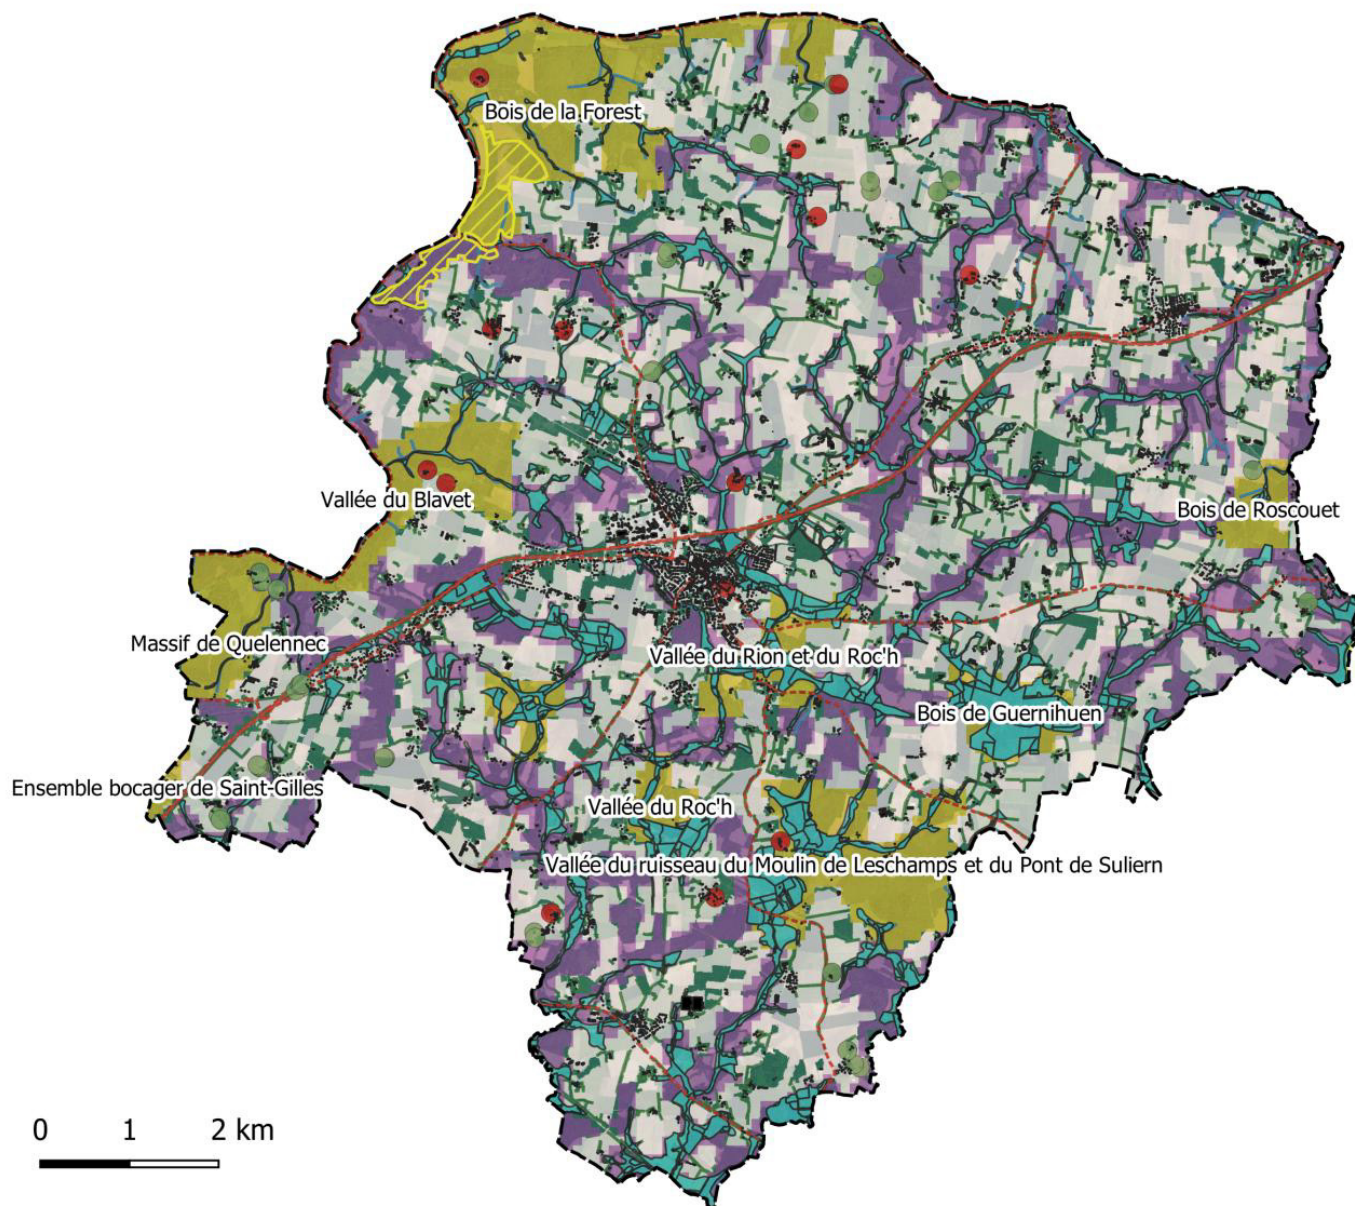 Bois de la Forest
Vallée du Blavet
Bois de Roscouet
Massif de Quelennec
Vallée du Rion et du Roc'h
Bois de Guernihuen
Ensemble bocager de Saint-Gilles
Vallée du Roc'h
Vallée du ruisseau du Moulin de Leschamps et du Pont de Suliern
0 1 2 km